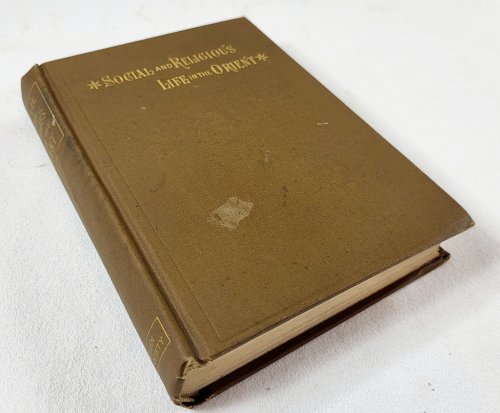 *SOCIAL AND RELIGIOUS
LIFE IN THE ORIENT*